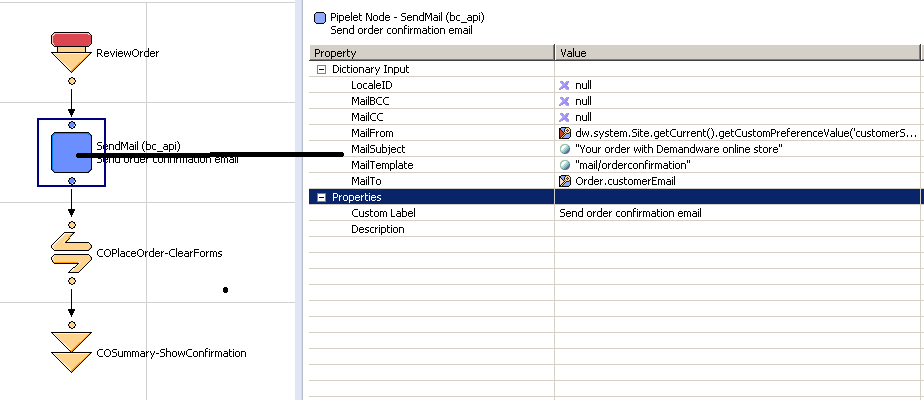 ReviewOrder
SendMail (bc_api)
Send order confirmation email
COPlaceOrder-ClearForms
COSummary-ShowConfirmation
Pipelet Node - SendMail (bc_api)
Send order confirmation email
Property Value
Dictionary Input
LocaleID null
MailBCC null
MailCC null
MailFrom dw.system.Site.getCurrent().getCustomPreferenceValue('customerS...
MailSubject "Your order with Demandware online store"
MailTemplate "mail/orderconfirmation"
MailTo Order.customerEmail
Properties
Custom Label Send order confirmation email
Description